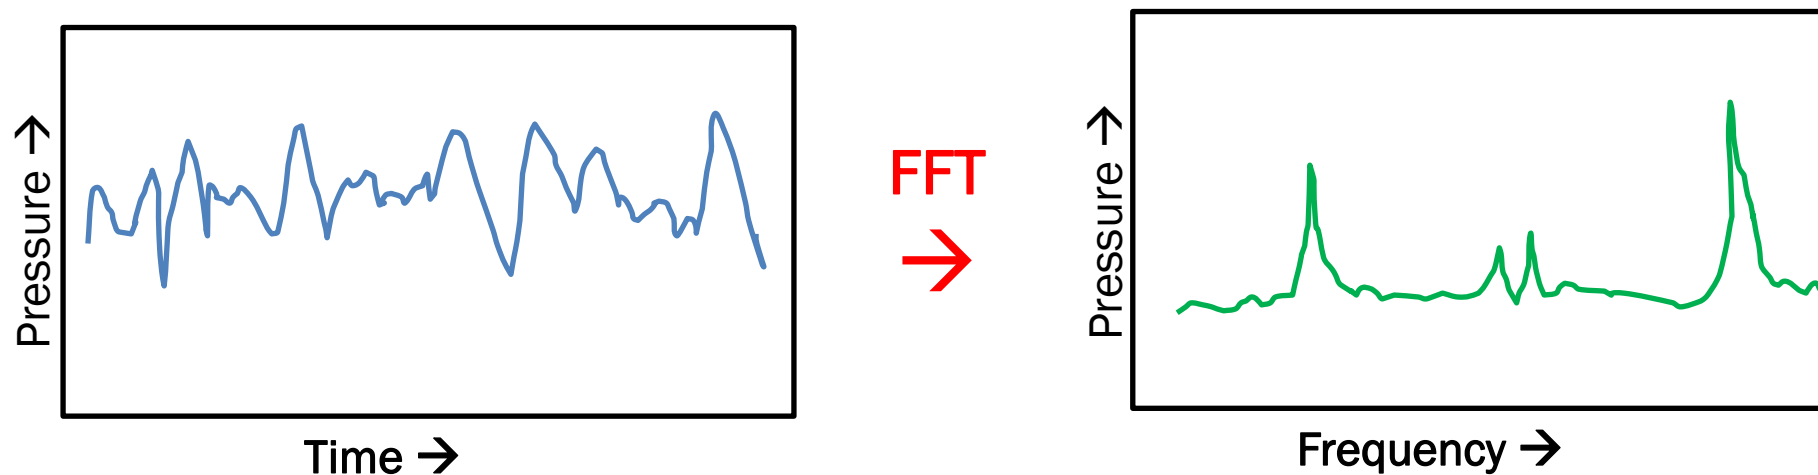 Pressure →
Time →
FFT
→
Pressure →
Frequency →